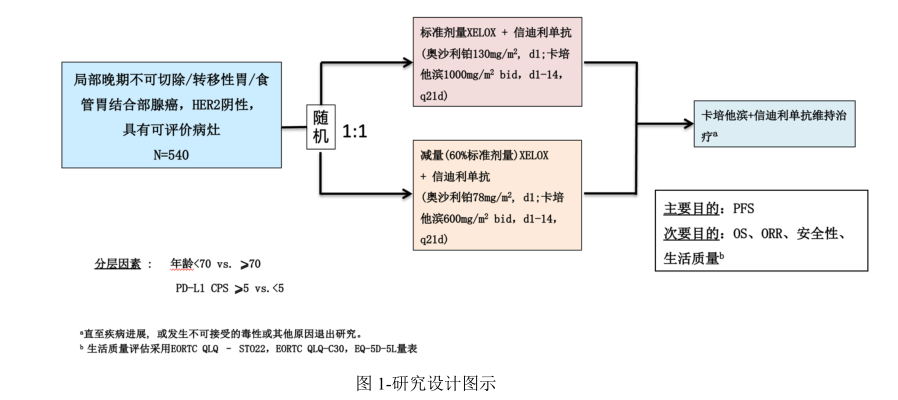 局部晚期不可切除/转移性胃/食
管胃结合部腺癌，HER2阴性，
具有可评价病灶
N=540
随
机
1:1
标准剂量XELOX + 信迪利单抗
(奥沙利铂130mg/m², d1;卡培
他滨1000mg/m² bid, d1-14,
q21d)
减量(60%标准剂量)XELOX
+ 信迪利单抗
(奥沙利铂78mg/m², d1;卡培
他滨600mg/m² bid, d1-14,
q21d)
卡培他滨+信迪利单抗维持治
疗ᵃ
主要目的：PFS
次要目的：OS、ORR、安全性、
生活质量ᵇ
分层因素 ： 年龄<70 vs. ⩾70
PD-L1 CPS ⩾5 vs.<5
ᵃ直至疾病进展, 或发生不可接受的毒性或其他原因退出研究。
ᵇ 生活质量评估采用EORTC QLQ – STO22, EORTC QLQ-C30, EQ-5D-5L量表
图 1-研究设计图示